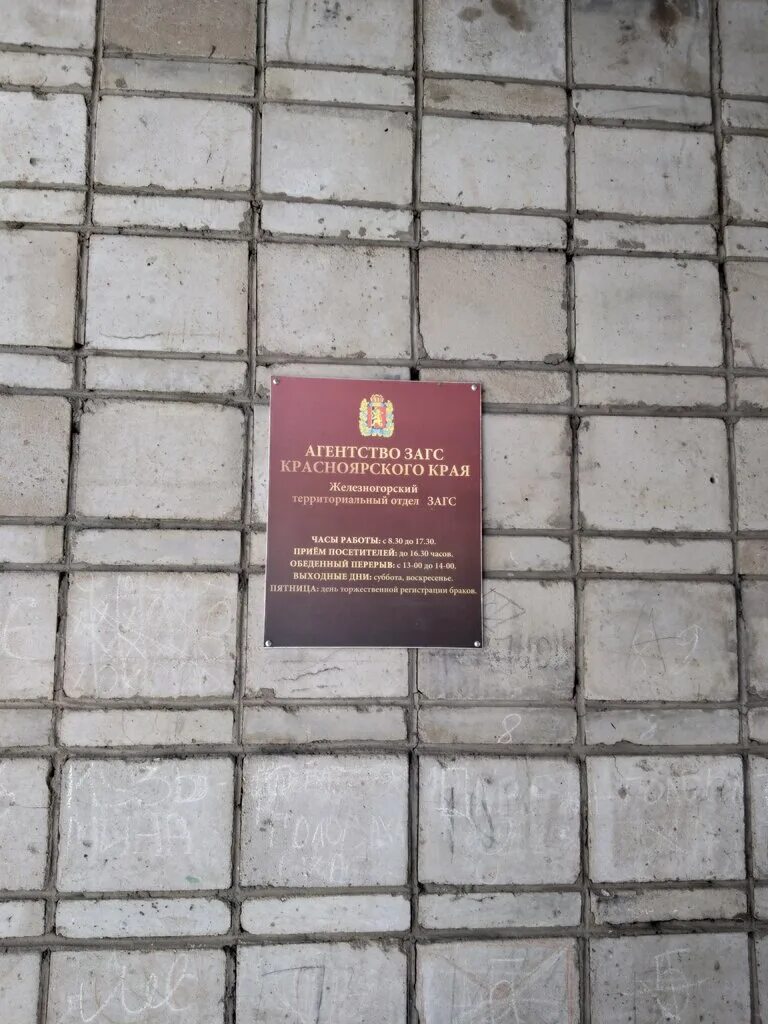 АГЕНТСТВО ЗАГС
КРАСНОЯРСКОГО КРАЯ
Железногорский
территориальный отдел ЗАГС
ЧАСЫ РАБОТЫ: с 8.30 до 17.30.
ПРИЁМ ПОСЕТИТЕЛЕЙ: до 16.30 часов.
ОБЕДЕННЫЙ ПЕРЕРЫВ: с 13-00 до 14-00.
ВЫХОДНЫЕ ДНИ: суббота, воскресенье.
ПЯТНИЦА: день торжественной регистрации браков.
8